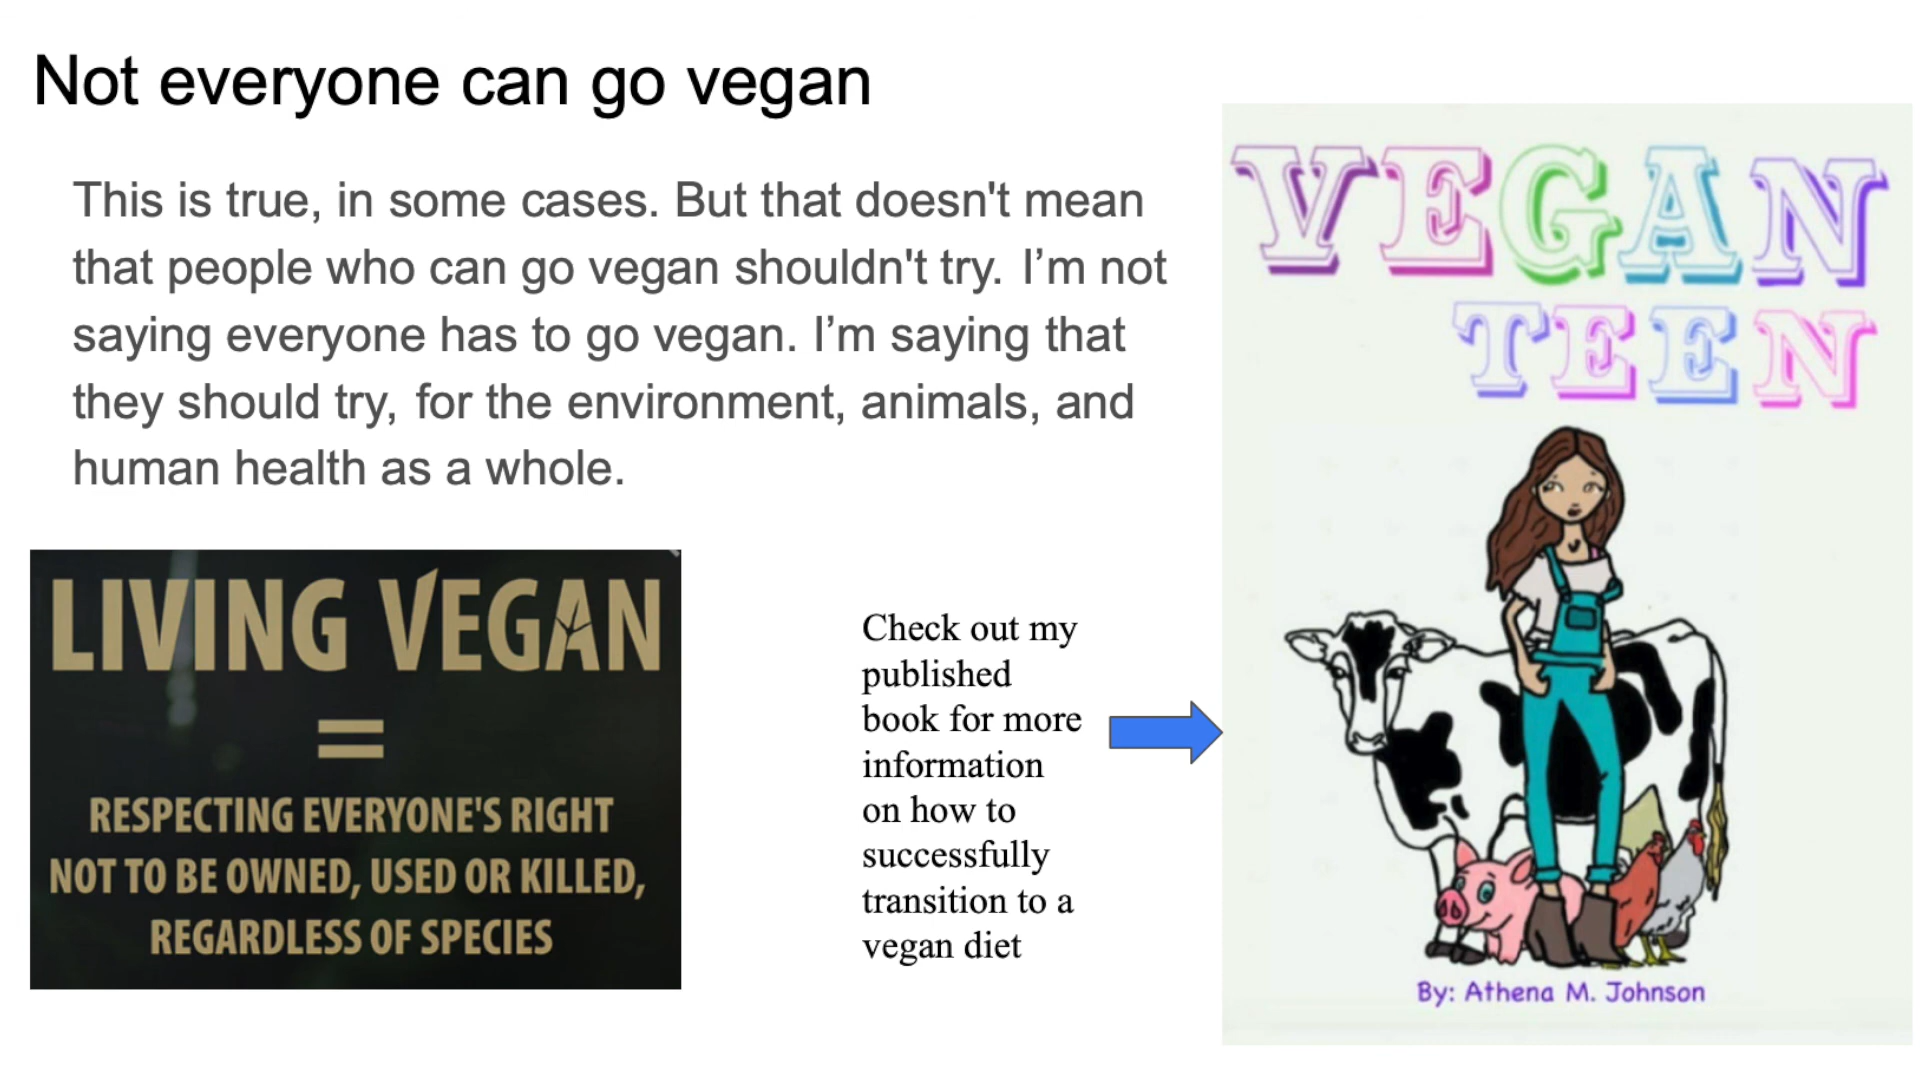 Not everyone can go vegan
This is true, in some cases. But that doesn't mean
that people who can go vegan shouldn't try. I’m not
saying everyone has to go vegan. I’m saying that
they should try, for the environment, animals, and
human health as a whole.
LIVING VEGAN
=
RESPECTING EVERYONE'S RIGHT
NOT TO BE OWNED, USED OR KILLED,
REGARDLESS OF SPECIES
Check out my
published
book for more
information
on how to
successfully
transition to a
vegan diet
VEGAN
TEEN
By: Athena M. Johnson